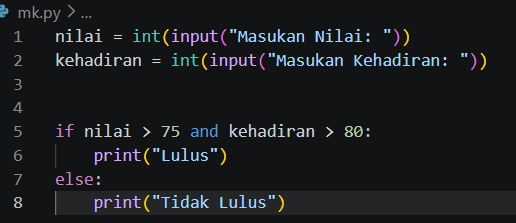 mk.py > ...
1 nilai = int(input("Masukan Nilai: "))
2 kehadiran = int(input("Masukan Kehadiran: "))
3
4
5 if nilai > 75 and kehadiran > 80:
6     print("Lulus")
7 else:
8     print("Tidak Lulus")